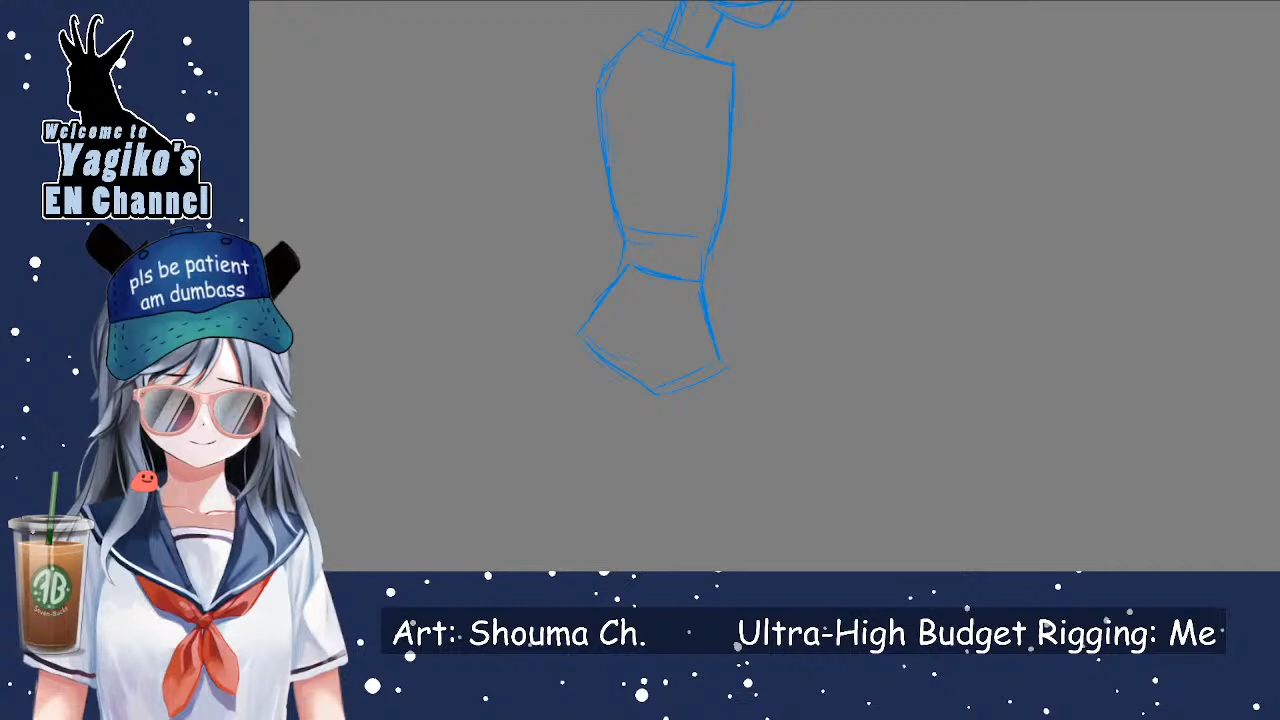 Welcome to
Yagiko's
EN Channel
pls be patient
am dumbass
Art: Shouma Ch.
Ultra-High Budget Rigging: Me